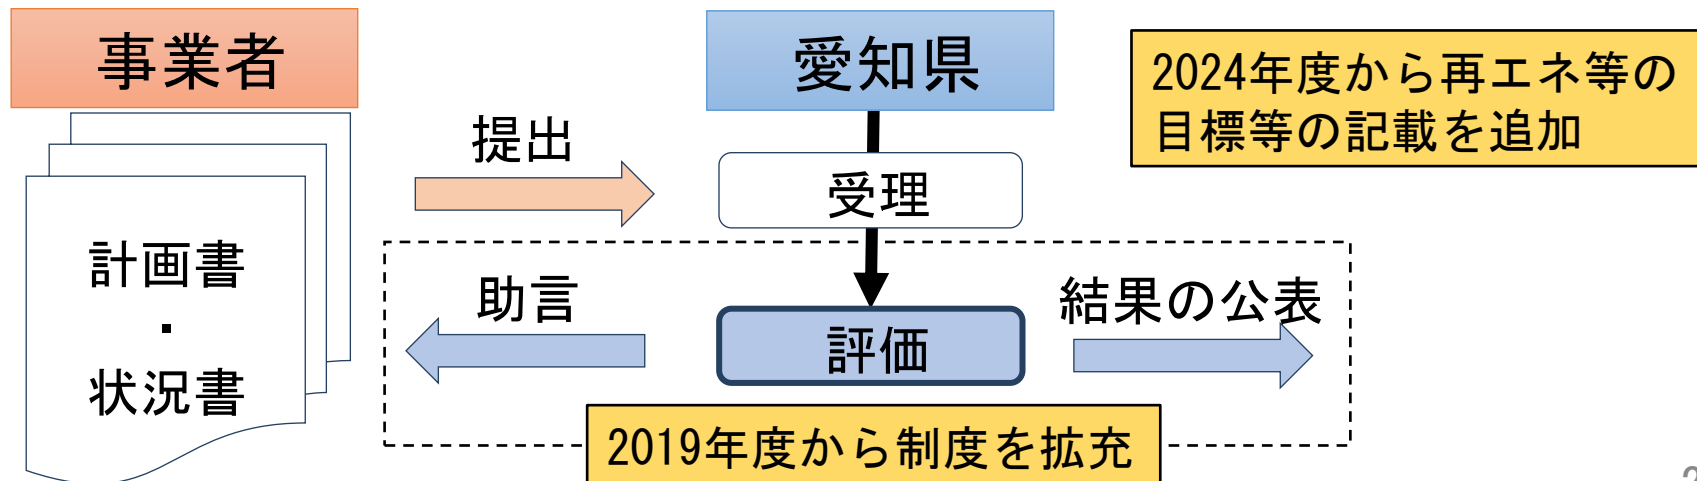 事業者
愛知県
2024年度から再エネ等の
目標等の記載を追加
提出
受理
計画書
・
状況書
助言
評価
結果の公表
2019年度から制度を拡充